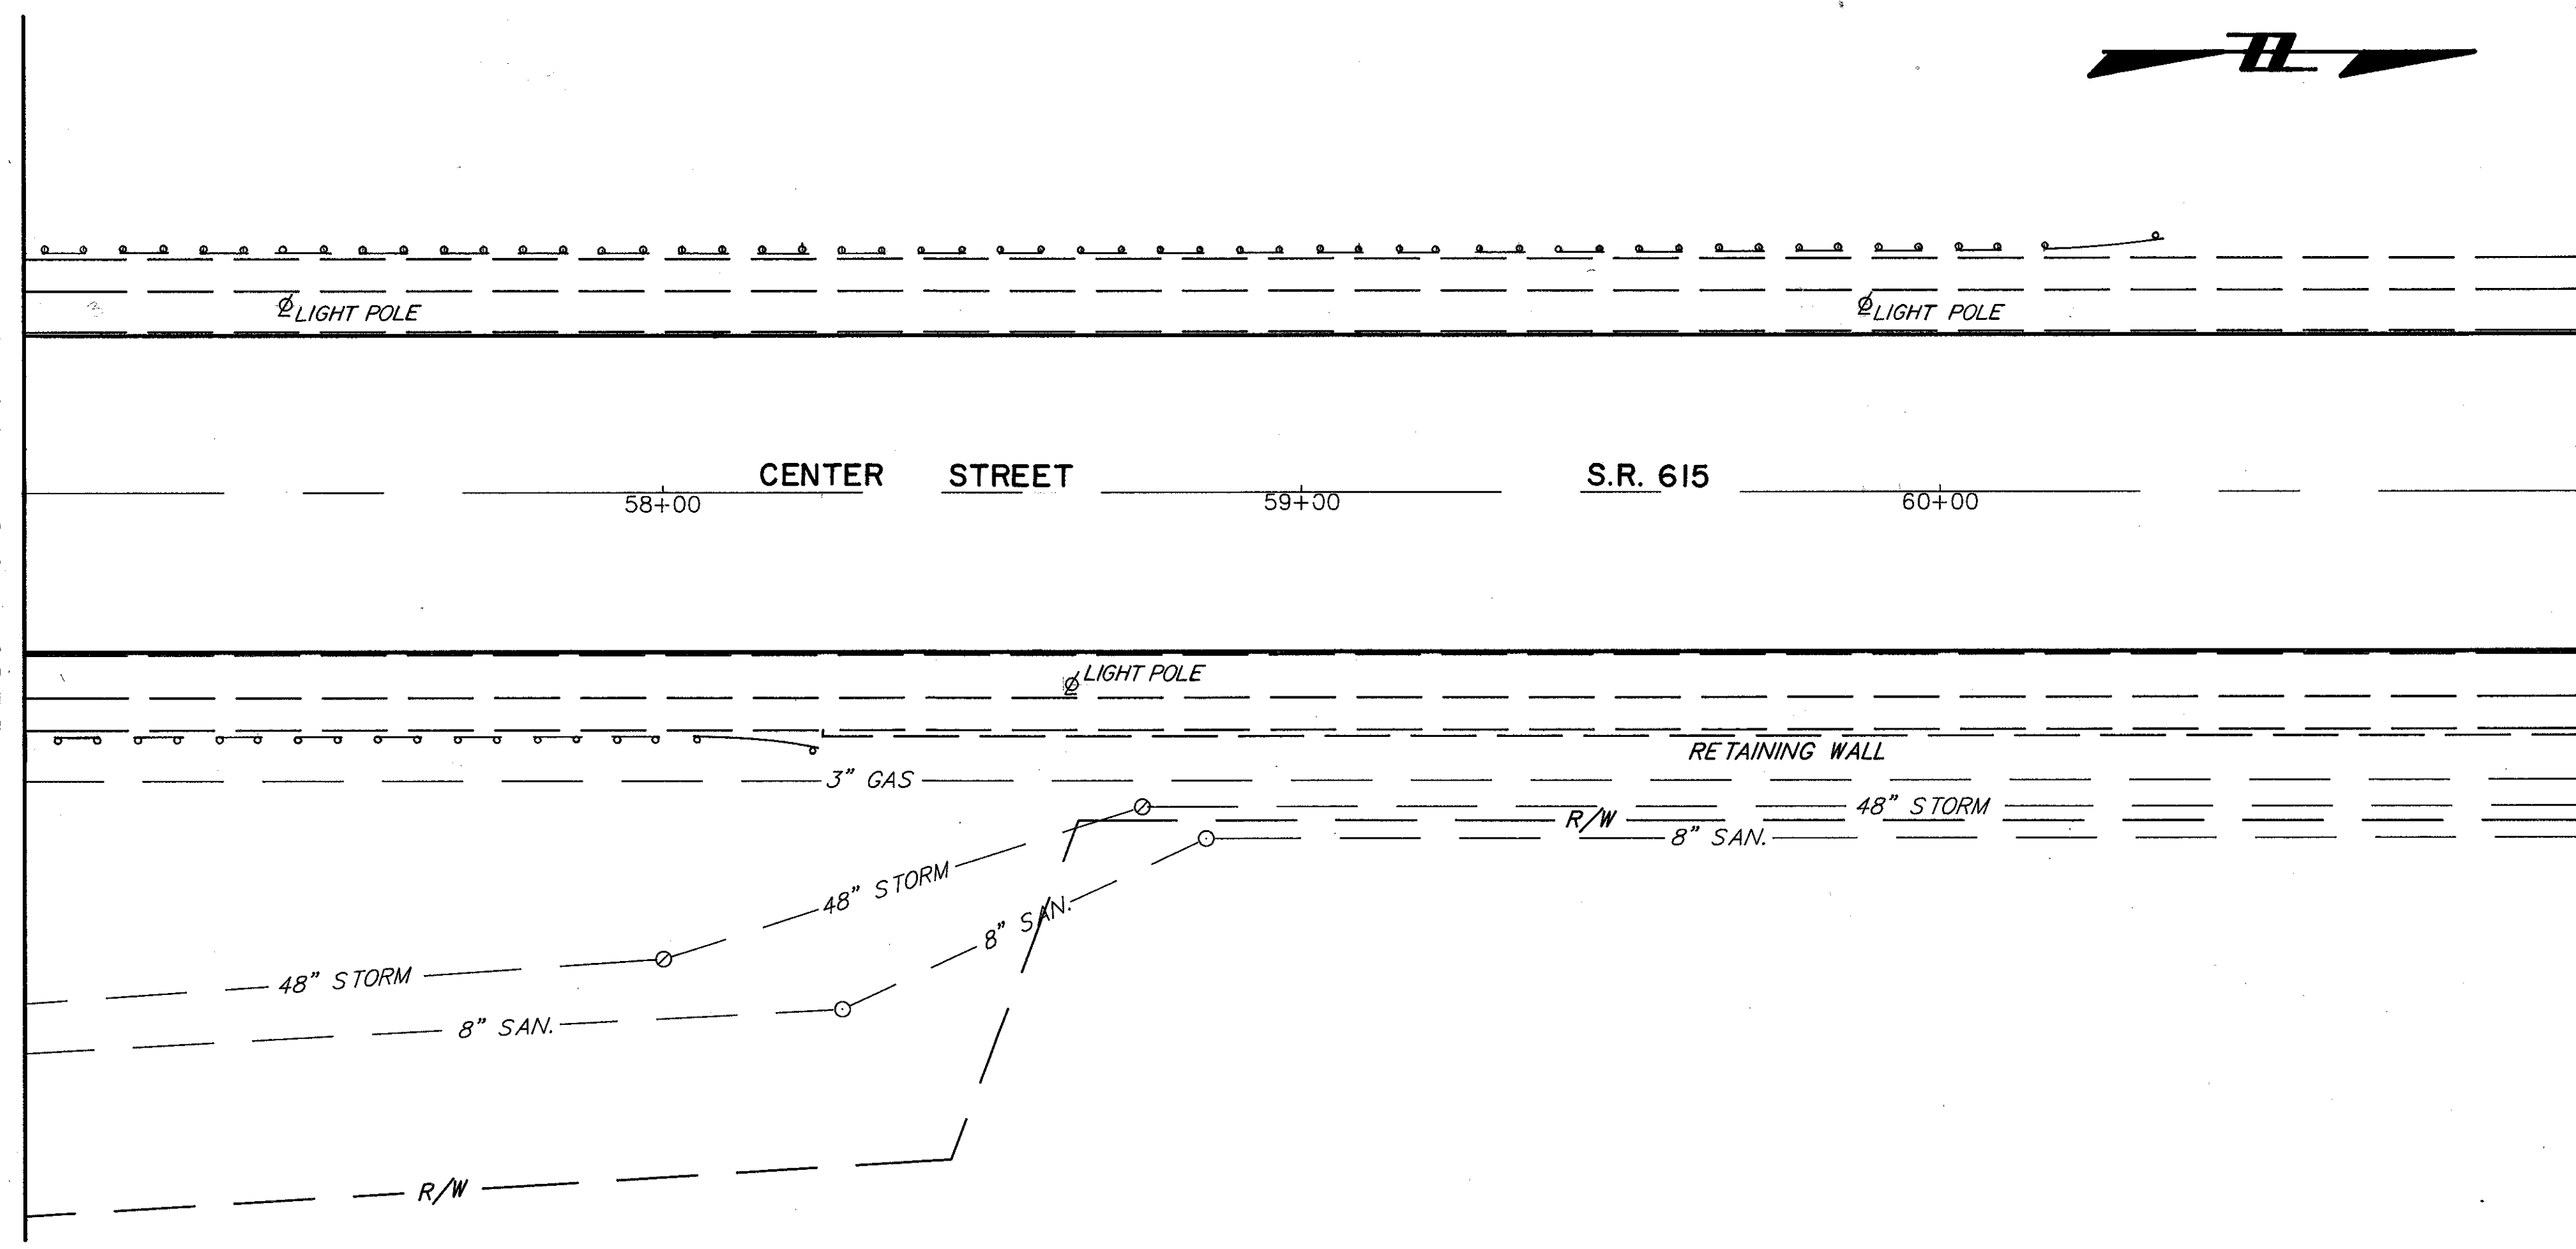 LIGHT POLE
LIGHT POLE
CENTER STREET S.R. 615
58+00 59+00 60+00
LIGHT POLE
RETAINING WALL
3" GAS
48" STORM
R/W
8" SAN.
48" STORM
8" SAN.
48" STORM
8" SAN.
R/W